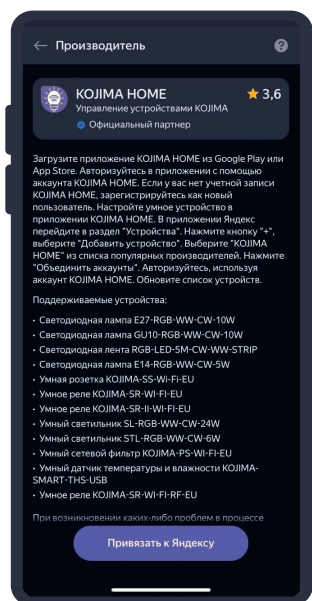 ← Производитель
KOJIMA HOME ★ 3,6
Управление устройствами KOJIMA
Официальный партнер
Загрузите приложение KOJIMA HOME из Google Play или
App Store. Авторизуйтесь в приложении с помощью
аккаунта KOJIMA HOME. Если у вас нет учетной записи
KOJIMA HOME, зарегистрируйтесь как новый
пользователь. Настройте умное устройство в
приложении KOJIMA HOME. В приложении Яндекс
перейдите в раздел "Устройства". Нажмите кнопку "+",
выберите "Добавить устройство". Выберите "KOJIMA
HOME" из списка популярных производителей. Нажмите
"Объединить аккаунты". Авторизуйтесь, используя
аккаунт KOJIMA HOME. Обновите список устройств.
Поддерживаемые устройства:
• Светодиодная лампа E27-RGB-WW-CW-10W
• Светодиодная лампа GU10-RGB-WW-CW-10W
• Светодиодная лента RGB-LED-5M-CW-WW-STRIP
• Светодиодная лампа E14-RGB-WW-CW-5W
• Умная розетка KOJIMA-SS-Wi-Fi-EU
• Умное реле KOJIMA-SR-WI-FI-EU
• Умное реле KOJIMA-SR-II-WI-FI-EU
• Умный светильник SL-RGB-WW-CW-24W
• Умный светильник STL-RGB-WW-CW-6W
• Умный сетевой фильтр KOJIMA-PS-WI-FI-EU
• Умный датчик температуры и влажности KOJIMA-
SMART-THS-USB
• Умное реле KOJIMA-SR-WI-FI-RF-EU
При возникновении каких-либо проблем в процессе
Привязать к Яндексу